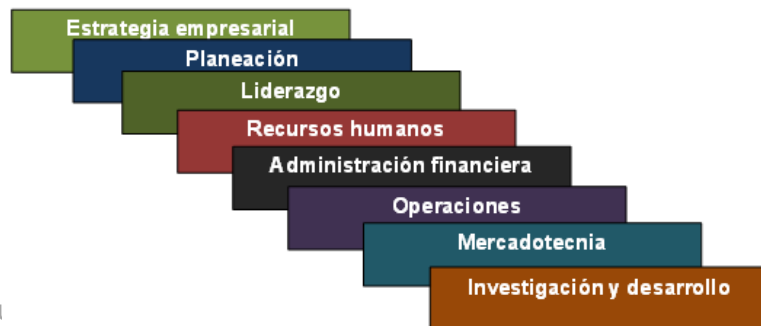 Estrategia empresarial
Planeación
Liderazgo
Recursos humanos
Administración financiera
Operaciones
Mercadotecnia
Investigación y desarrollo